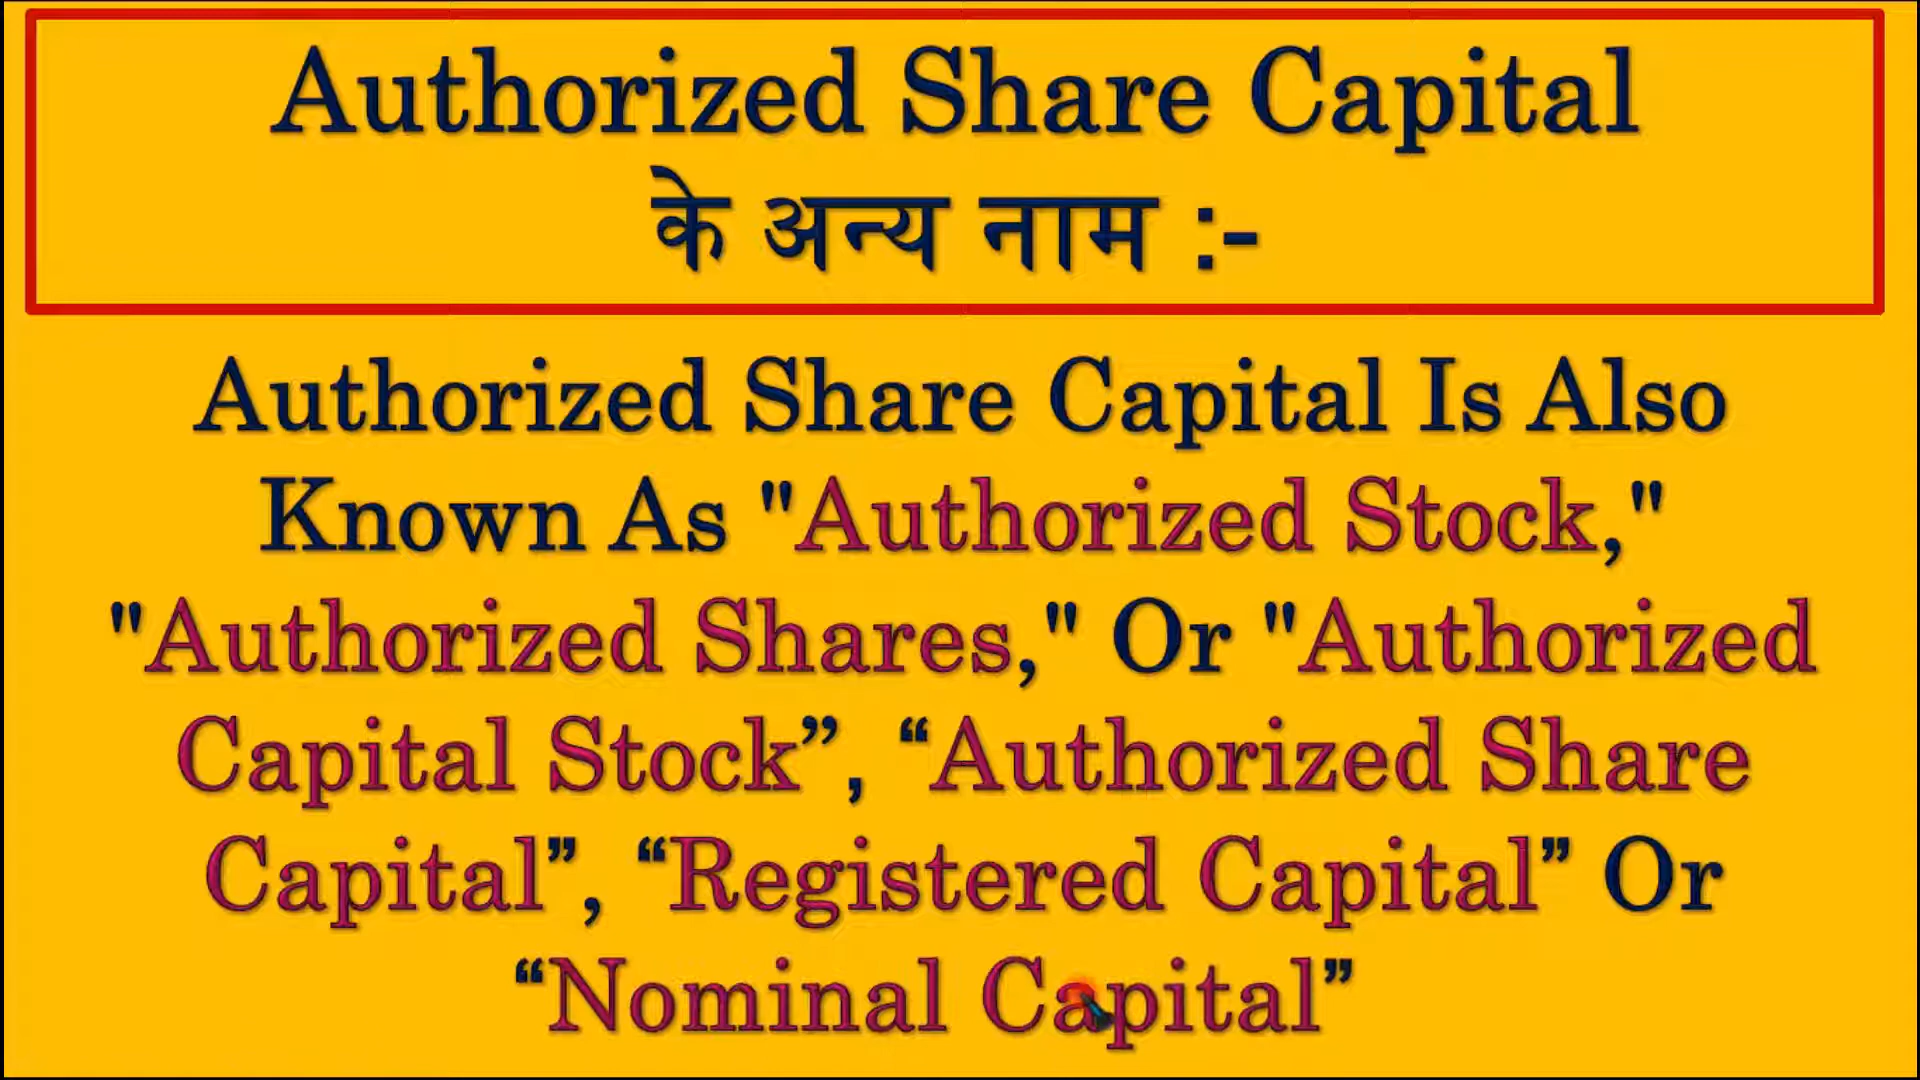 Authorized Share Capital
के अन्य नाम :-
Authorized Share Capital Is Also
Known As "Authorized Stock,"
"Authorized Shares," Or "Authorized
Capital Stock”, “Authorized Share
Capital”, “Registered Capital” Or
“Nominal Capital”